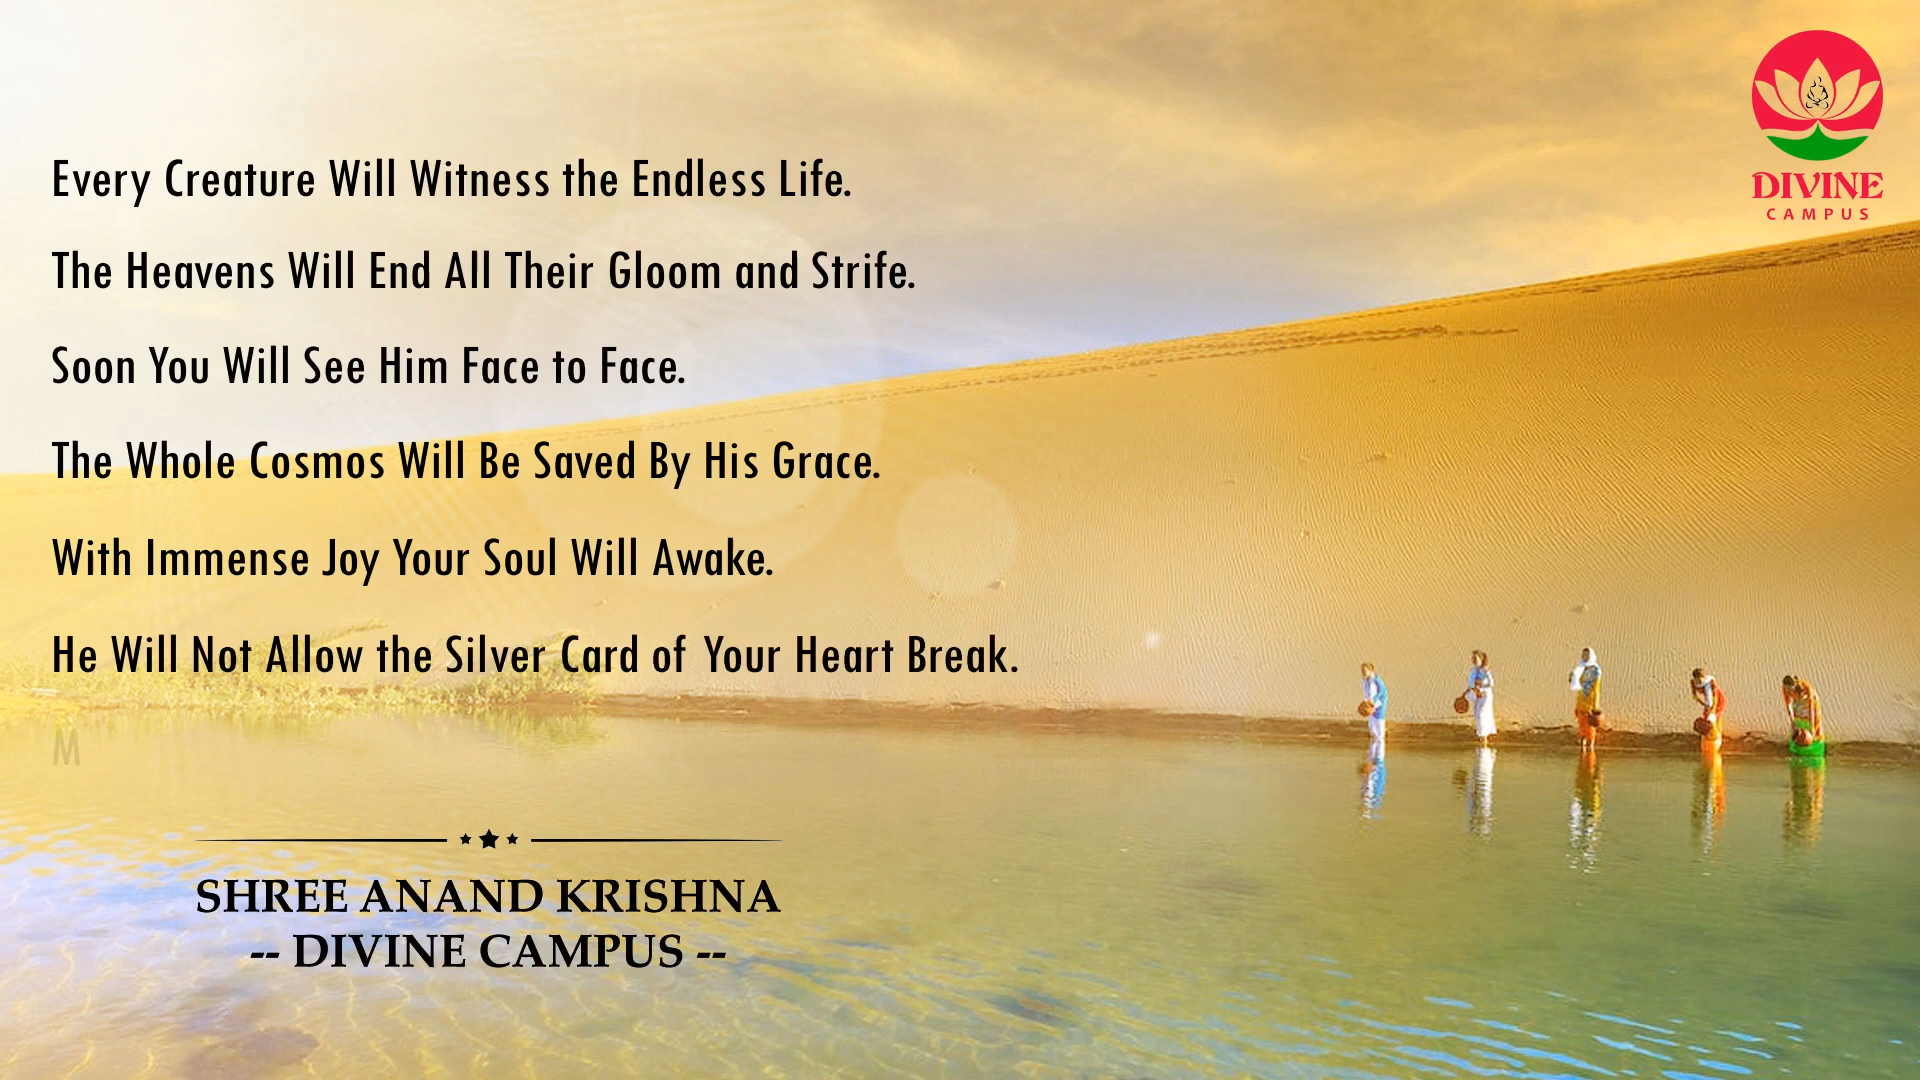 Every Creature Will Witness the Endless Life.
The Heavens Will End All Their Gloom and Strife.
Soon You Will See Him Face to Face.
The Whole Cosmos Will Be Saved By His Grace.
With Immense Joy Your Soul Will Awake.
He Will Not Allow the Silver Card of Your Heart Break.
M
SHREE ANAND KRISHNA
-- DIVINE CAMPUS --
DIVINE
CAMPUS